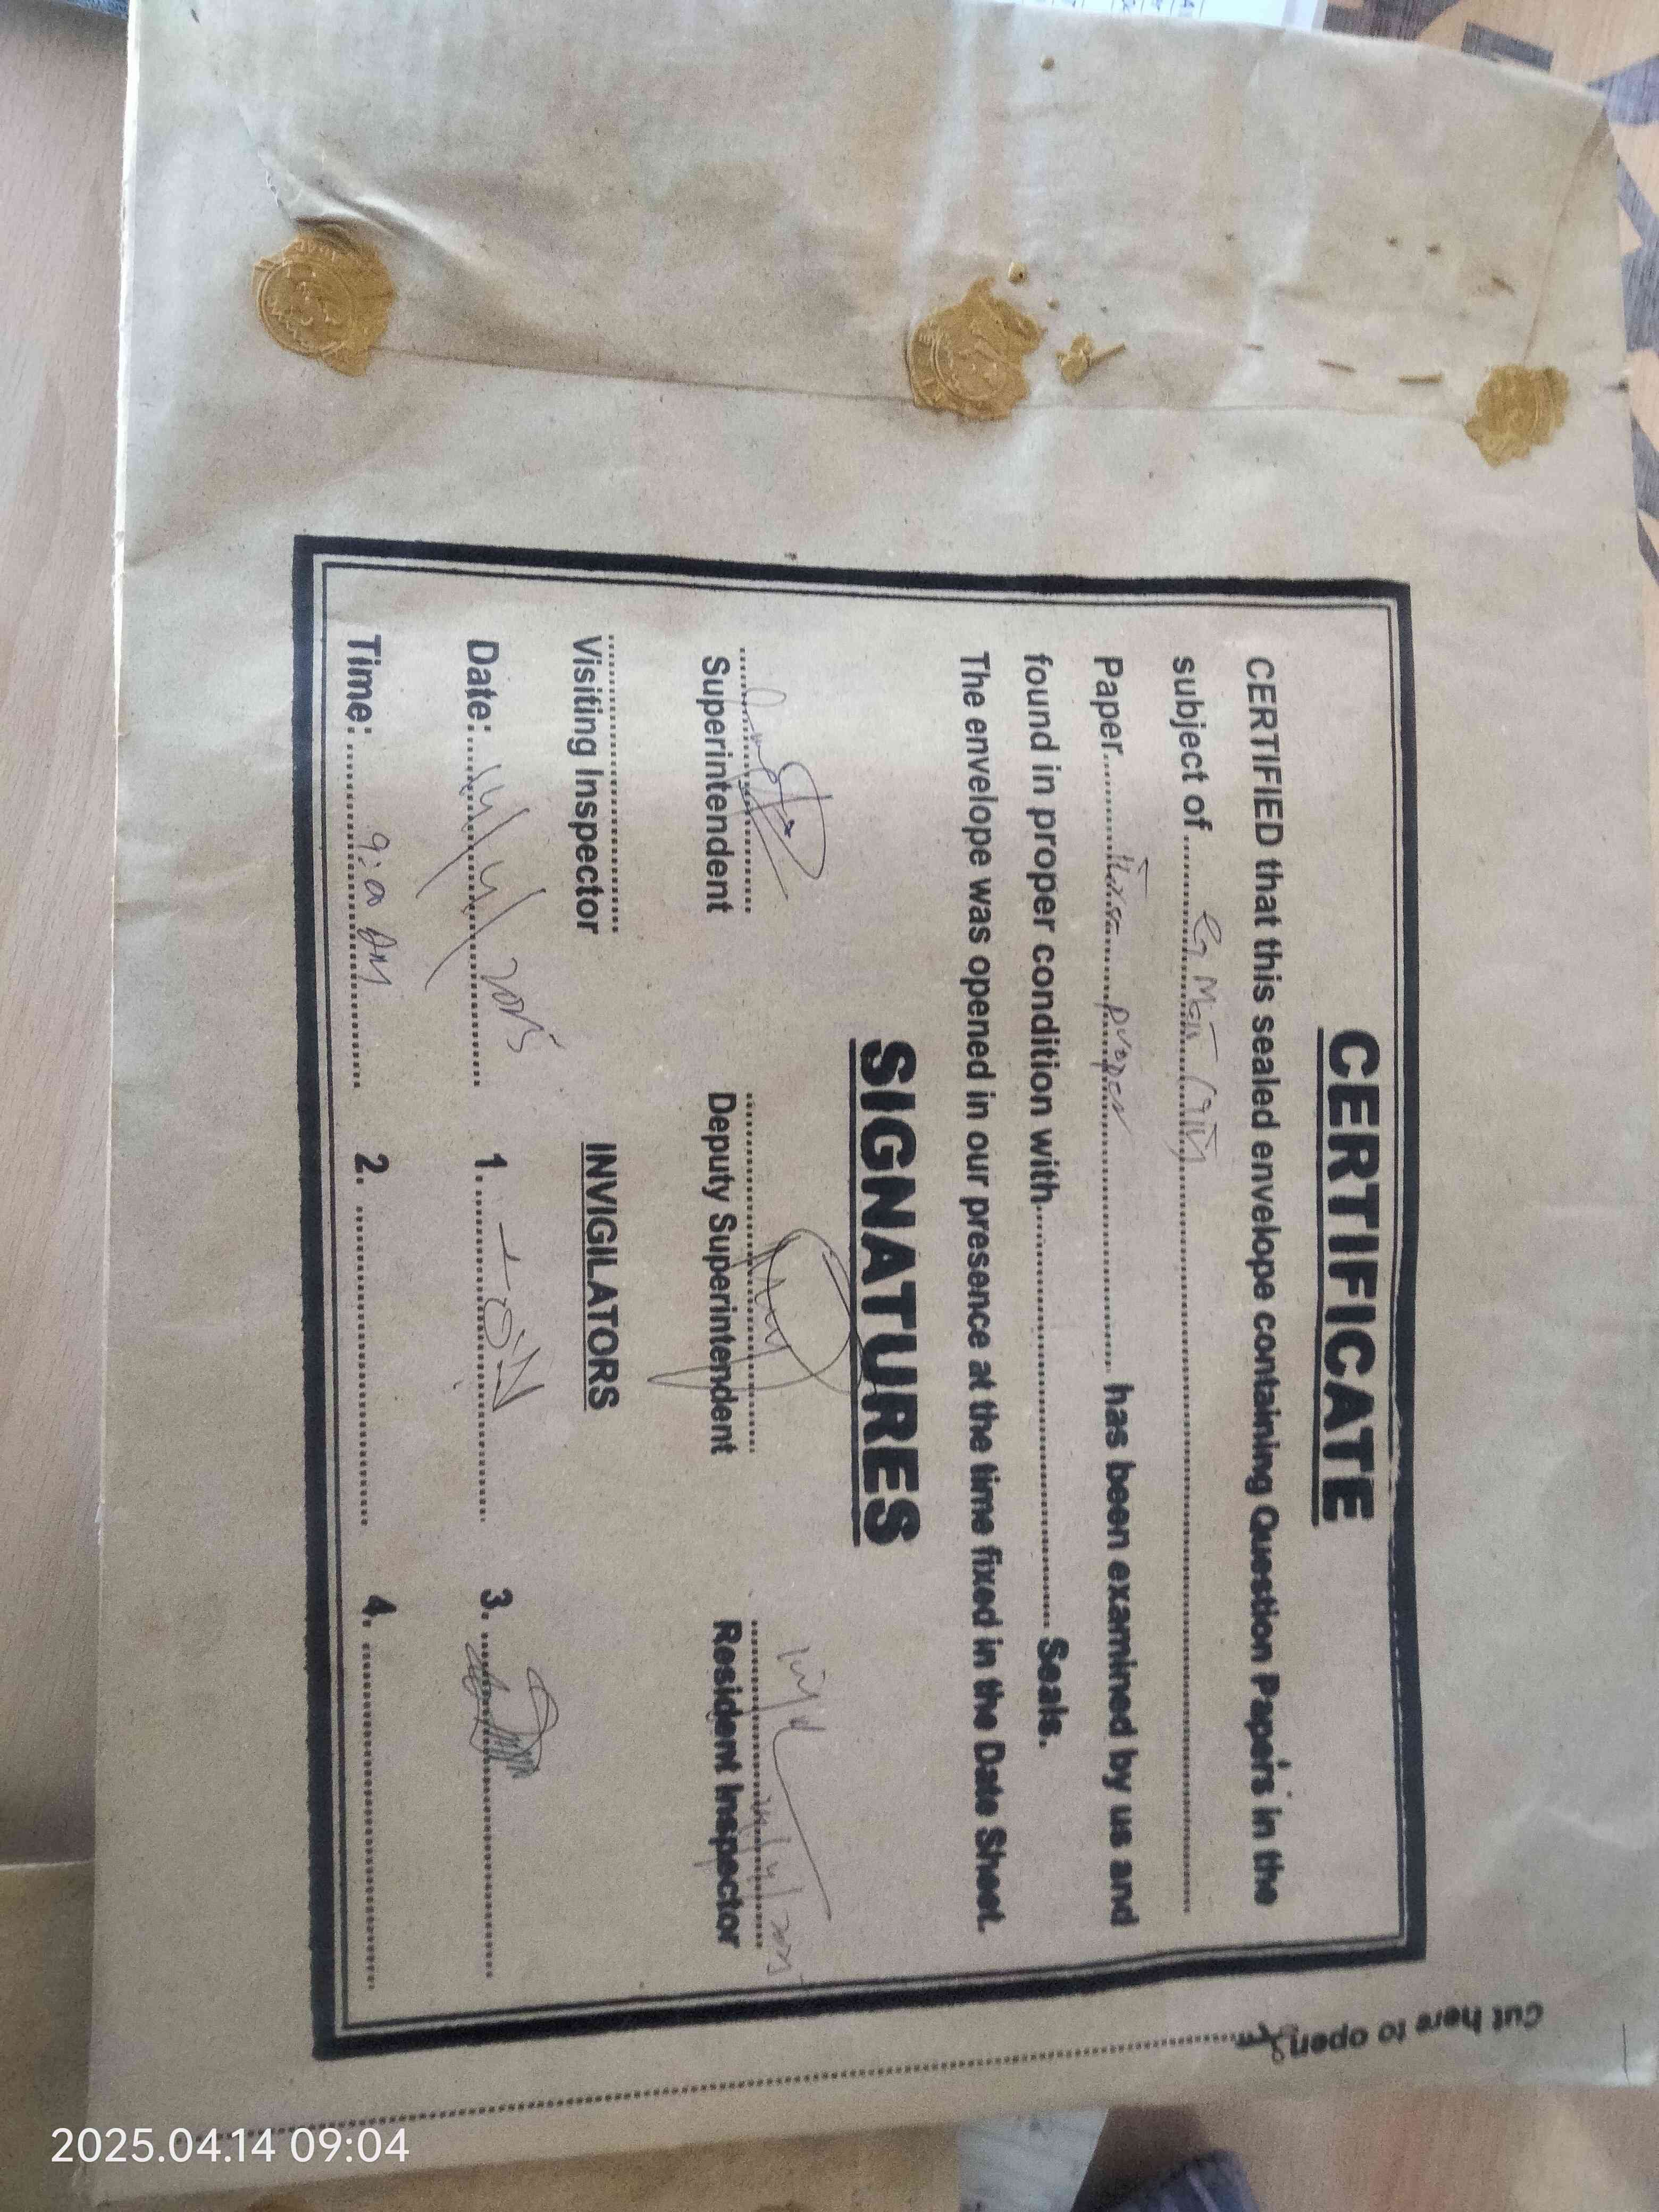 CERTIFICATE
CERTIFIED that this sealed envelope containing Question Papers in the
subject of ..........................
Paper.......................... has been examined by us and
found in proper condition with.......................... Seals.
The envelope was opened in our presence at the time fixed in the Date Sheet.
SIGNATURES
14/4/2025
Superintendent Deputy Superintendent Resident Inspector
Visiting Inspector INVIGILATORS
Date: 14/4/2025 1. 3.
Time: 9:00 AM 2. 4.
Cut here to open
2025.04.14 09:04